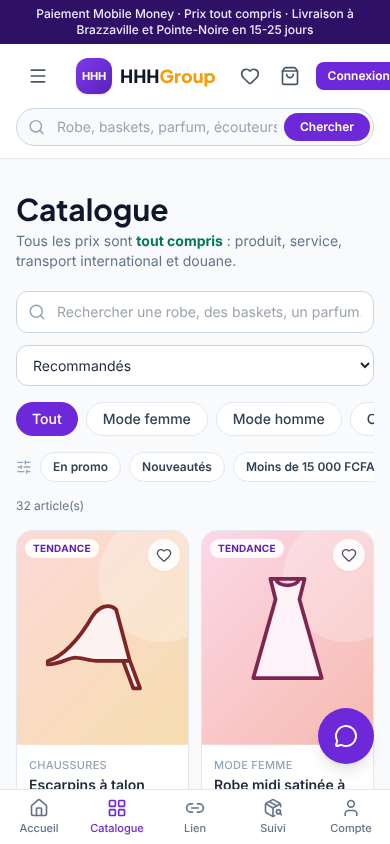 Paiement Mobile Money · Prix tout compris · Livraison à
Brazzaville et Pointe-Noire en 15-25 jours
HHH HHHGroup Connexion
Robe, baskets, parfum, écouteurs Chercher
Catalogue
Tous les prix sont tout compris : produit, service,
transport international et douane.
Rechercher une robe, des baskets, un parfum
Recommandés
Tout Mode femme Mode homme
En promo Nouveautés Moins de 15 000 FCFA
32 article(s)
TENDANCE TENDANCE
CHAUSSURES MODE FEMME
Escarpins à talon Robe midi satinée à
Accueil Catalogue Lien Suivi Compte